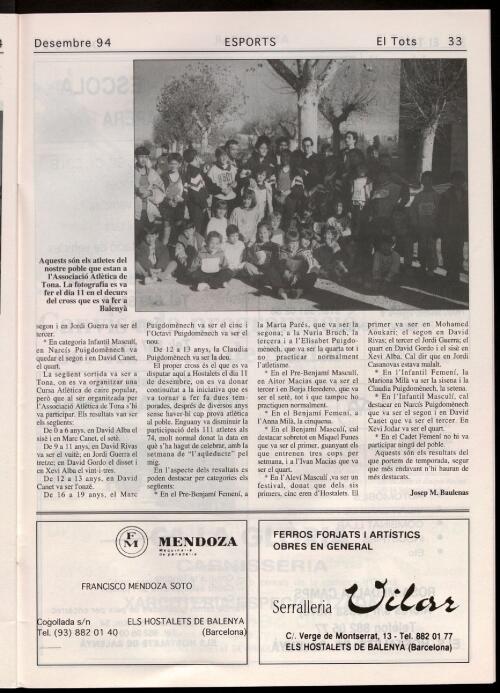 Desembre 94
ESPORTS
El Tots
33
Aquests són els atletes del
nostre poble que estan a
l'Associació Atlètica de
Tona. La fotografia es va
fer el dia 11 en el decurs
del cross que es va fer a
Balenyà
segon i en Jordi Guerra va ser el
tercer.
* En categoria Infantil Masculí,
en Narcís Puigdomènech va
quedar el segon i en David Canet,
el quart.
La següent sortida va ser a
Tona, on es va organitzar una
Cursa Atlètica de caire popular,
però que al ser organitzada per
l'Associació Atlètica de Tona s'hi
va participar. Els resultats van ser
els següents:
De 0 a 6 anys, en David Alba el
sisè i en Marc Canet, el setè.
De 9 a 11 anys, en David Rivas
va ser el vuitè; en Jordi Guerra el
tretze; en David Gordo el disset i
en Xevi Alba el vint-i-tres.
De 12 a 13 anys, en David
Canet va ser l'onzè.
De 16 a 19 anys, el Marc
Puigdomènech va ser el cinc i
l'Octavi Puigdomènech va ser el
nou.
De 12 a 13 anys, la Claudia
Puigdomènech va ser la deu.
El proper cross és el que es va
disputar aquí a Hostalets el dia 11
de desembre, on es va donar
continuïtat a la iniciativa que es
va tornar a fer fa dues tem-
porades, després de diversos anys
sense haver-hi cap prova atlètica
al poble. Enguany va disminuir la
participació dels 111 atletes als
74, molt normal donat la data en
què s'ha hagut de celebrar, amb la
setmana de "l'aqüeducte" pel
mig.
En l'aspecte dels resultats es
poden destacar per categories els
següents:
* En el Pre-Benjamí Femení, a
la Marta Parés, que va ser la
segona; a la Nuria Bruch, la
tercera i a l'Elisabet Puigdo-
mènech, que va ser la quarta tot i
no practicar normalment
l'atletisme.
* En el Pre-Benjamí Masculí,
en Aitor Macias que va ser el
tercer i en Borja Heredero, que va
ser el setè, tot i que tampoc ho
practiquen normalment.
* En el Benjamí Femení, a
l'Anna Milà, la cinquena.
* En el Benjamí Masculí, cal
destacar sobretot en Miquel Funes
que va ser el primer, guanyant els
que entrenen tres cops per
setmana, i a l'Ivan Macias que va
ser el quart.
* En l'Aleví Masculí ,va ser un
festival, donat que dels sis
primers, cinc eren d'Hostalets. El
primer va ser en Mohamed
Aonkari; el segon en David
Rivas; el tercer el Jordi Guerra; el
quart en David Gordo i el sisè en
Xevi Alba. Cal dir que en Jordi
Casanovas estava malalt.
* En l'Infantil Femení, la
Mariona Milà va ser la sisena i la
Claudia Puigdomènech, la setena.
* En l'Infantil Masculí, cal
destacar en Narcís Puigdomènech
que va ser el segon i en David
Canet que va ser el tercer. En
Xevi Jodar va ser el quart.
* En el Cadet Femení no hi va
participar ningú del poble.
Aquests són els resultats del
que portem de temporada, segur
que més endavant n'hi hauran de
més destacats.
Josep M. Baulenas
FM
MENDOZA
Maquinaria
de panadería
FRANCISCO MENDOZA SOTO
Cogollada s/n
ELS HOSTALETS DE BALENYA
Tel. (93) 882 01 40
(Barcelona)
FERROS FORJATS I ARTÍSTICS
OBRES EN GENERAL
Serralleria Vilar
C/. Verge de Montserrat, 13 - Tel. 882 01 77
ELS HOSTALETS DE BALENYÀ (Barcelona)